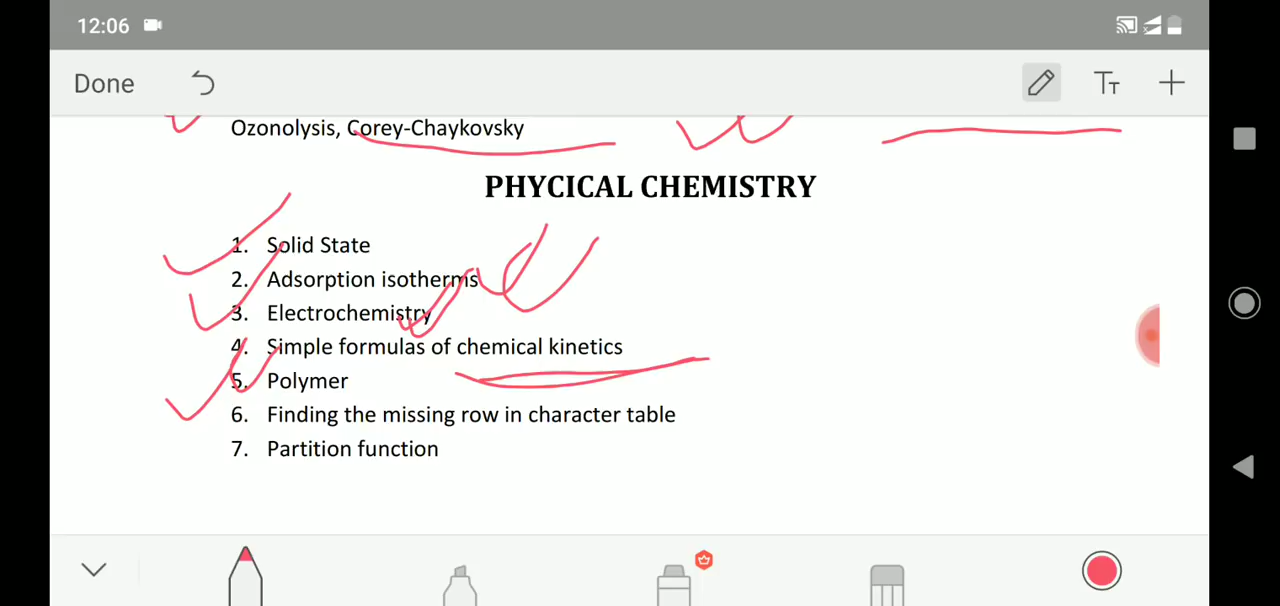 12:06
Done
TT
Ozonolysis, Corey-Chaykovsky
PHYCICAL CHEMISTRY
1. Solid State
2. Adsorption isotherms
3. Electrochemistry
4. Simple formulas of chemical kinetics
5. Polymer
6. Finding the missing row in character table
7. Partition function